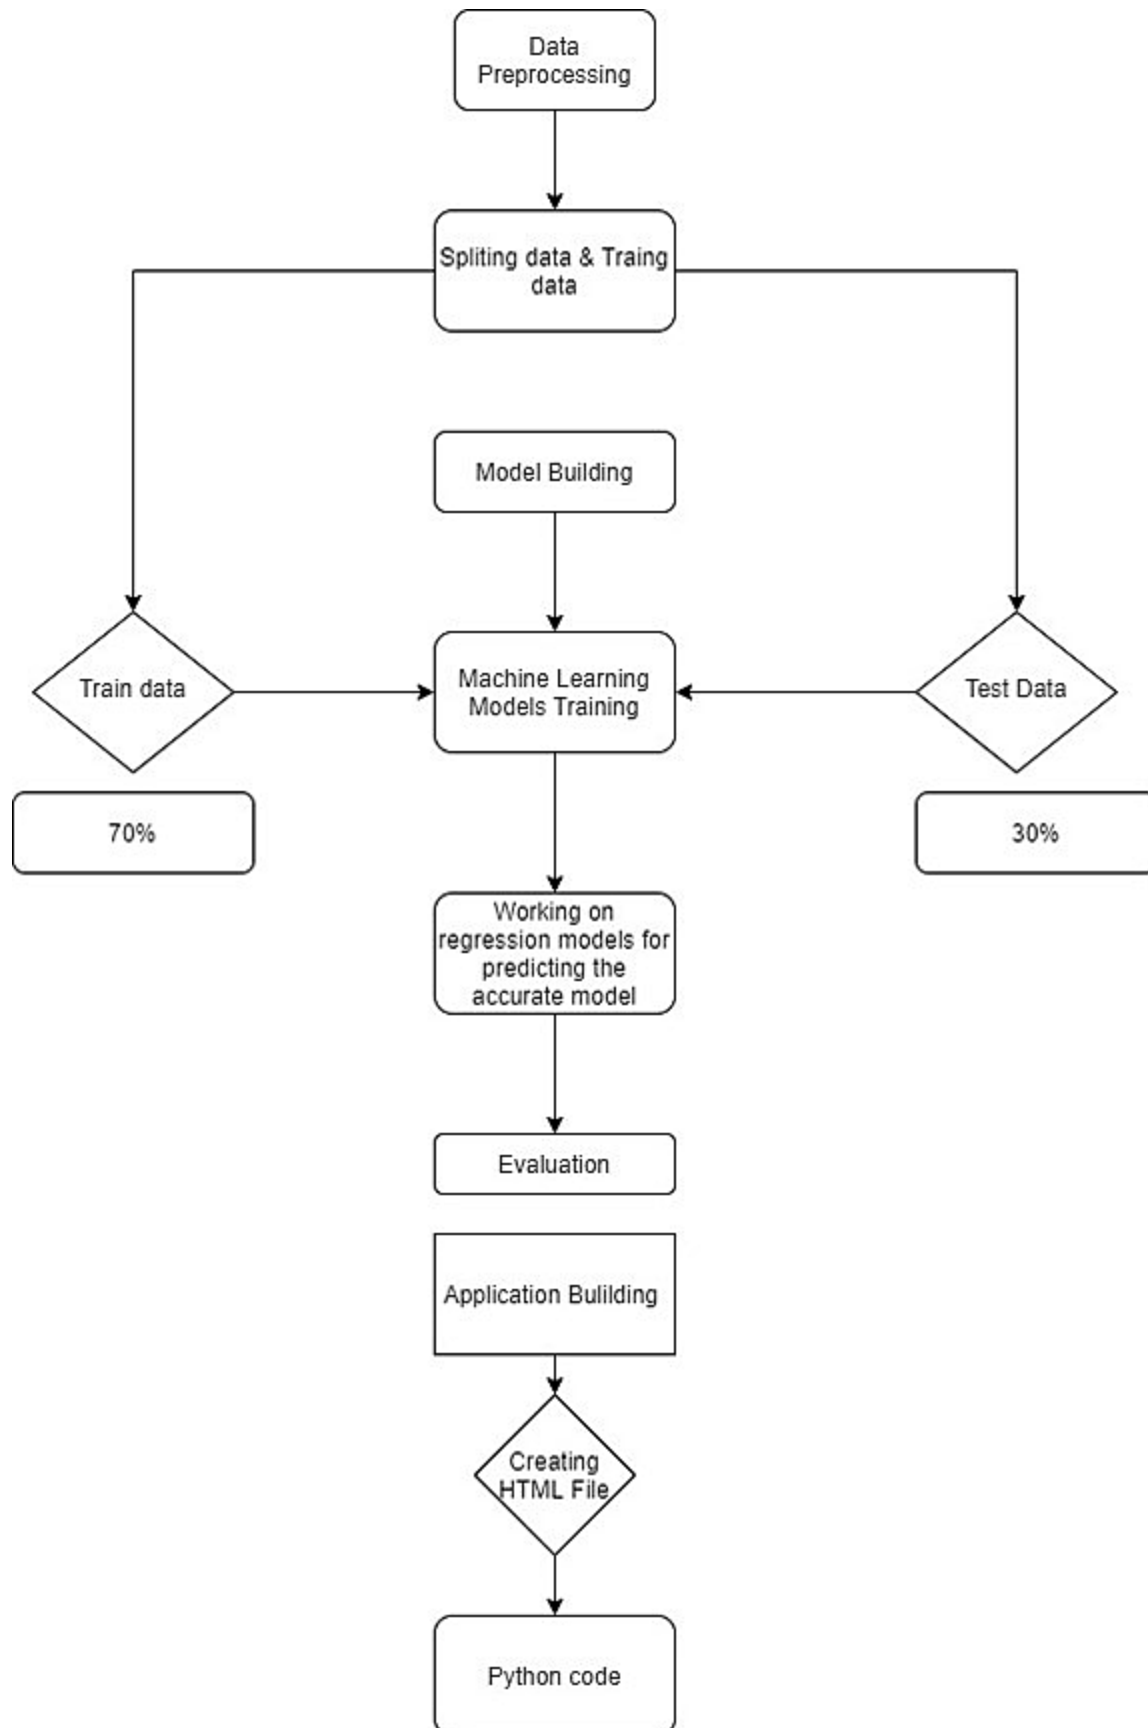 Data
Preprocessing
Spliting data & Traing
data
Model Building
Train data
Machine Learning
Models Training
Test Data
70%
30%
Working on
regression models for
predicting the
accurate model
Evaluation
Application Bulilding
Creating
HTML File
Python code